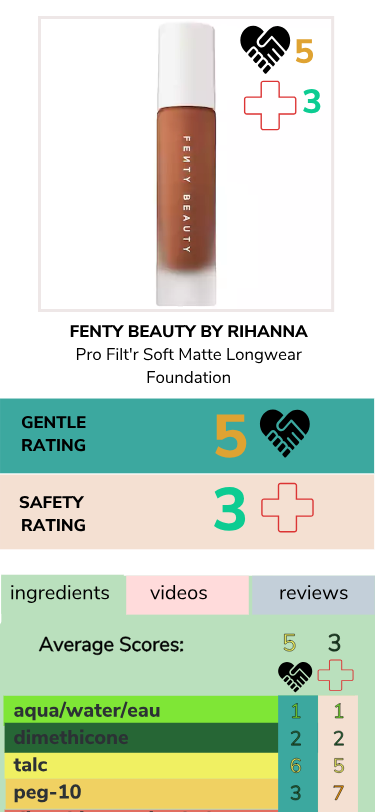 5
3
FENTY BEAUTY
FENTY BEAUTY BY RIHANNA
Pro Filt'r Soft Matte Longwear
Foundation
GENTLE
RATING
5
SAFETY
RATING
3
ingredients videos reviews
Average Scores: 5 3
aqua/water/eau 1 1
dimethicone 2 2
talc 6 5
peg-10 3 7